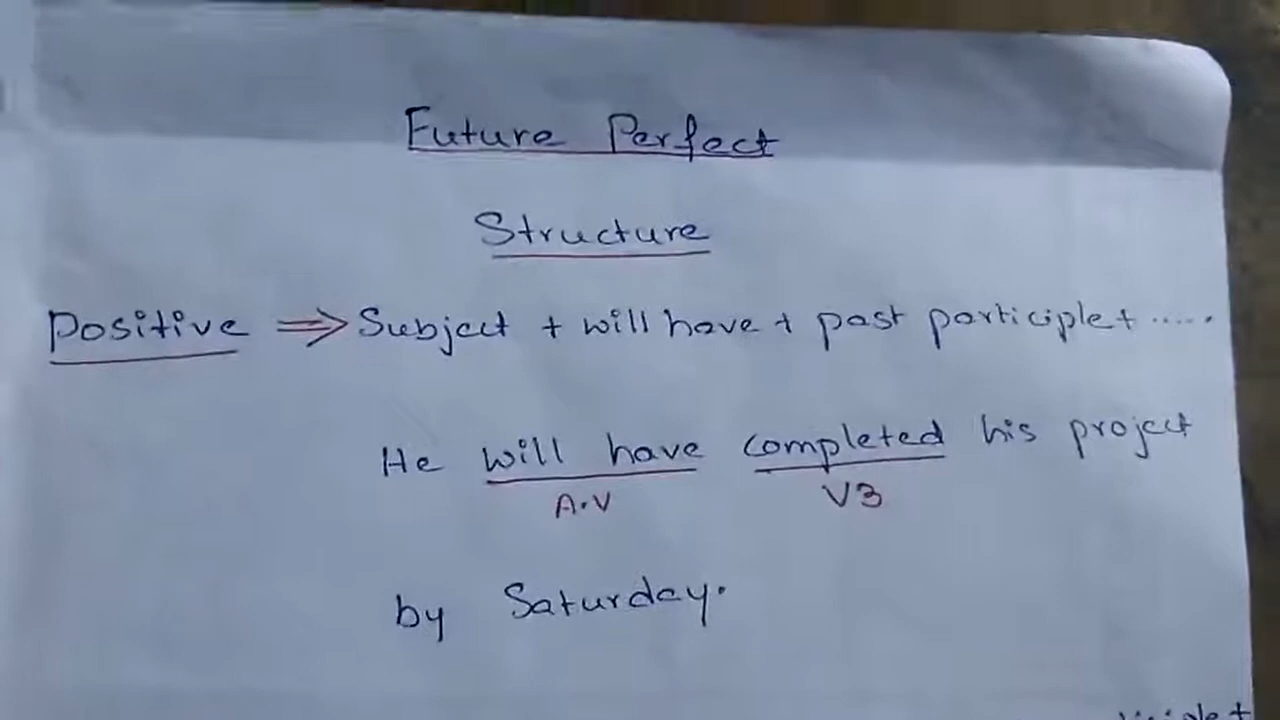 Future Perfect
Structure
Positive ⇒ Subject + will have + past participle + .....
He will have completed his project
A.V V3
by Saturday.